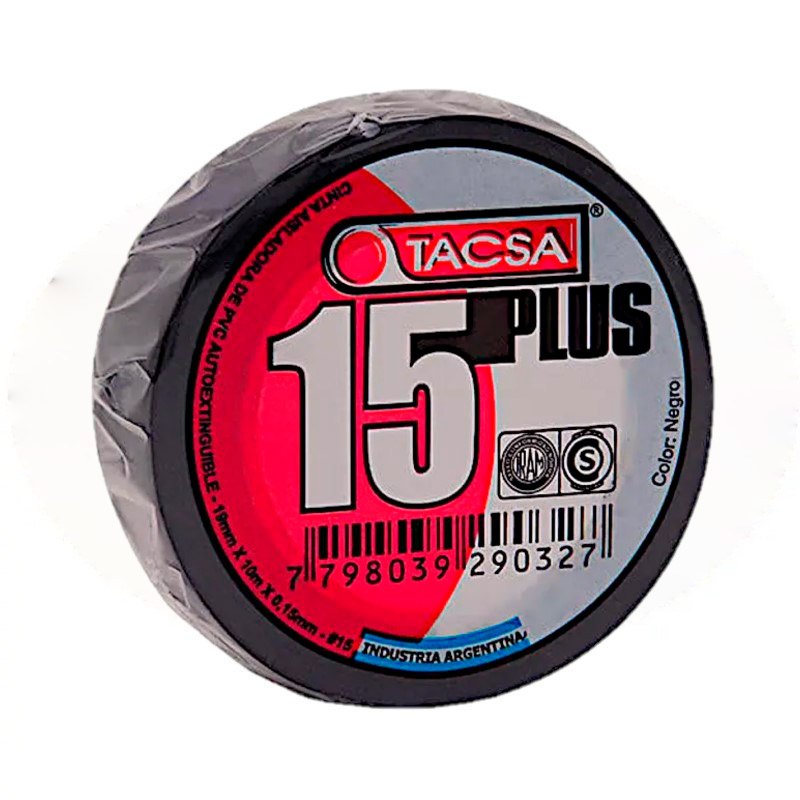 TACSA®
15 PLUS
IRAM
S
Color: Negro
CINTA AISLADORA DE PVC AUTOEXTINGUIBLE - 19mm X 10m X 0,15mm - #15
7 798039 290327
INDUSTRIA ARGENTINA